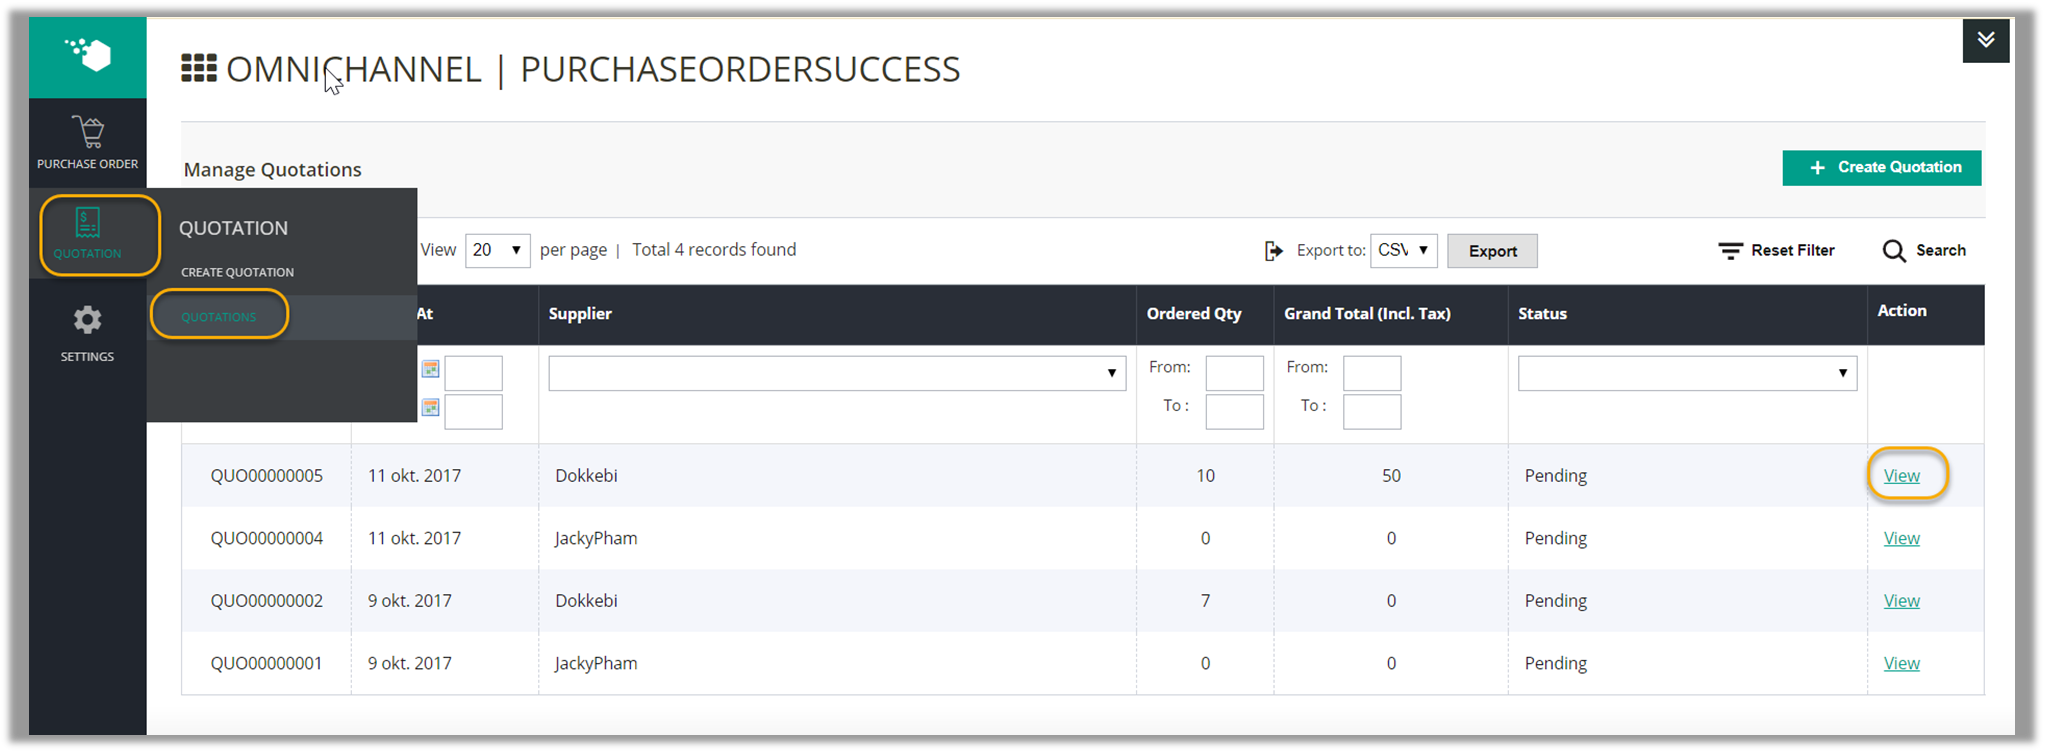 OMNICHANNEL | PURCHASEORDERSUCCESS
PURCHASE ORDER
Manage Quotations
+ Create Quotation
QUOTATION
QUOTATION
CREATE QUOTATION
QUOTATIONS
SETTINGS
View 20 per page | Total 4 records found
Export to: CSV Export
Reset Filter Search
At Supplier Ordered Qty Grand Total (Incl. Tax) Status Action
From: From:
To : To :
QUO00000005 11 okt. 2017 Dokkebi 10 50 Pending View
QUO00000004 11 okt. 2017 JackyPham 0 0 Pending View
QUO00000002 9 okt. 2017 Dokkebi 7 0 Pending View
QUO00000001 9 okt. 2017 JackyPham 0 0 Pending View